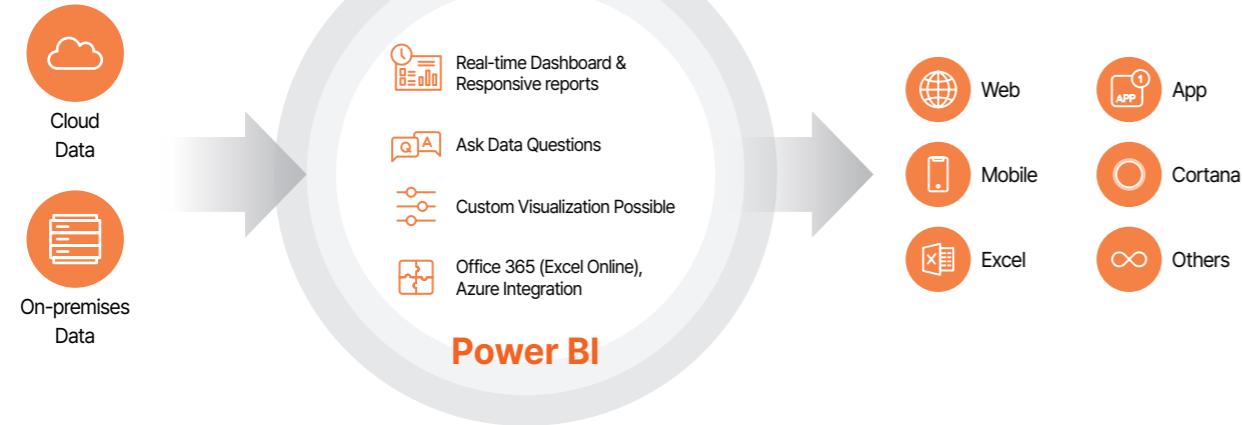 Cloud
Data
On-premises
Data
Real-time Dashboard &
Responsive reports
Q A
Ask Data Questions
Custom Visualization Possible
Office 365 (Excel Online),
Azure Integration
Power BI
Web
1
APP
App
Mobile
Cortana
X
Excel
Others